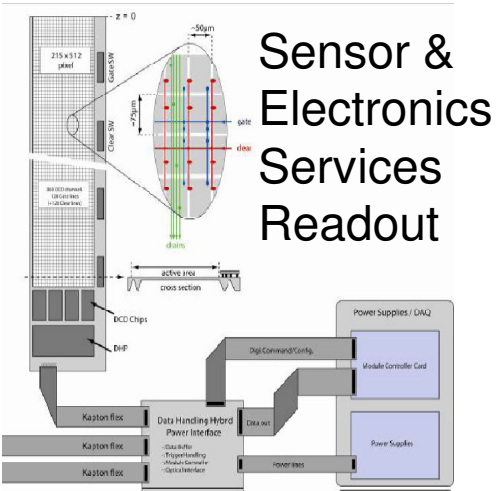 z = 0
~50µm
Sensor &
Electronics
Services
Readout
215 x 512
pixel
Gate SW
Clear SW
~75µm
gate
clear
drains
active area
cross section
DCD Chips
DHP
Power Supplies / DAQ
Digi Command/Config.
Module Controller Card
Kapton flex
Data Handling Hybrid
Power Interface
- Data Buffer
- Trigger Handling
- Module Controller
- Optical Interface
Data out
Kapton flex
Power Supplies
Kapton flex
Power lines